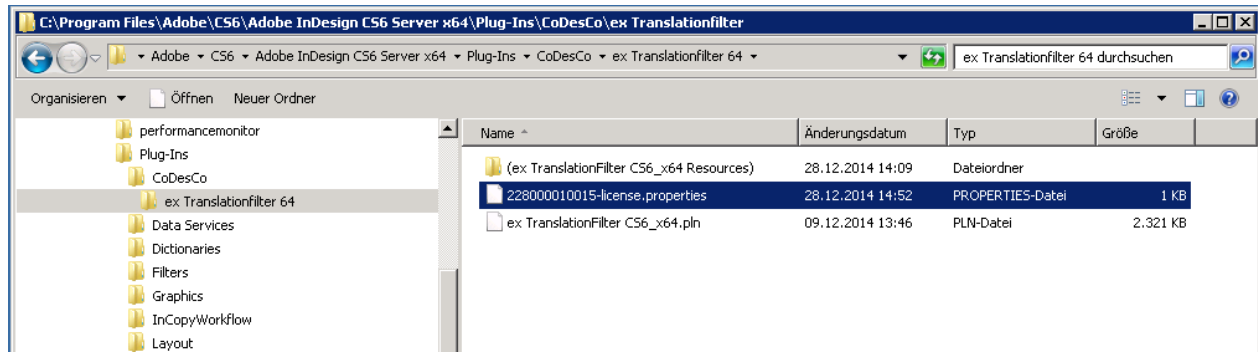 C:\Program Files\Adobe\CS6\Adobe InDesign CS6 Server x64\Plug-Ins\CoDesCo\ex Translationfilter
Adobe CS6 Adobe InDesign CS6 Server x64 Plug-Ins CoDesCo ex Translationfilter 64
ex Translationfilter 64 durchsuchen
Organisieren Öffnen Neuer Ordner
performancemonitor
Plug-Ins
CoDesCo
ex Translationfilter 64
Data Services
Dictionaries
Filters
Graphics
InCopyWorkflow
Layout
Name Änderungsdatum Typ Größe
(ex TranslationFilter CS6_x64 Resources) 28.12.2014 14:09 Dateiordner
228000010015-license.properties 28.12.2014 14:52 PROPERTIES-Datei 1 KB
ex TranslationFilter CS6_x64.pln 09.12.2014 13:46 PLN-Datei 2.321 KB